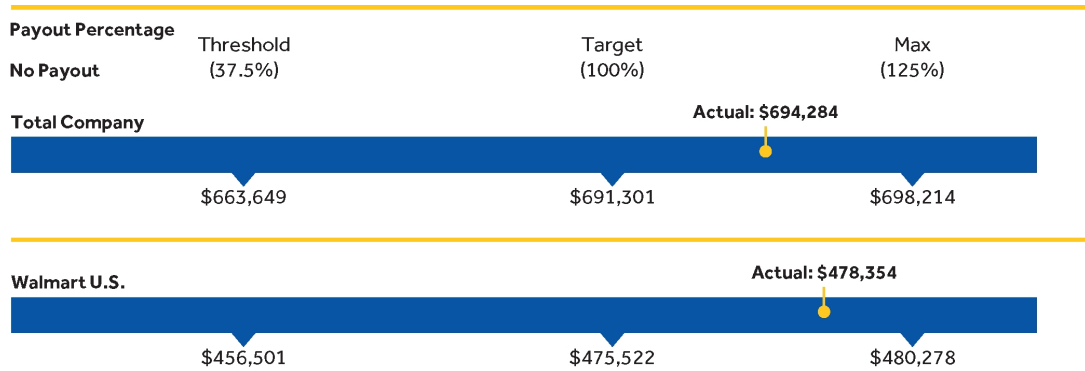 Payout Percentage
Threshold Target Max
No Payout (37.5%) (100%) (125%)
Actual: $694,284
Total Company
$663,649 $691,301 $698,214
Actual: $478,354
Walmart U.S.
$456,501 $475,522 $480,278